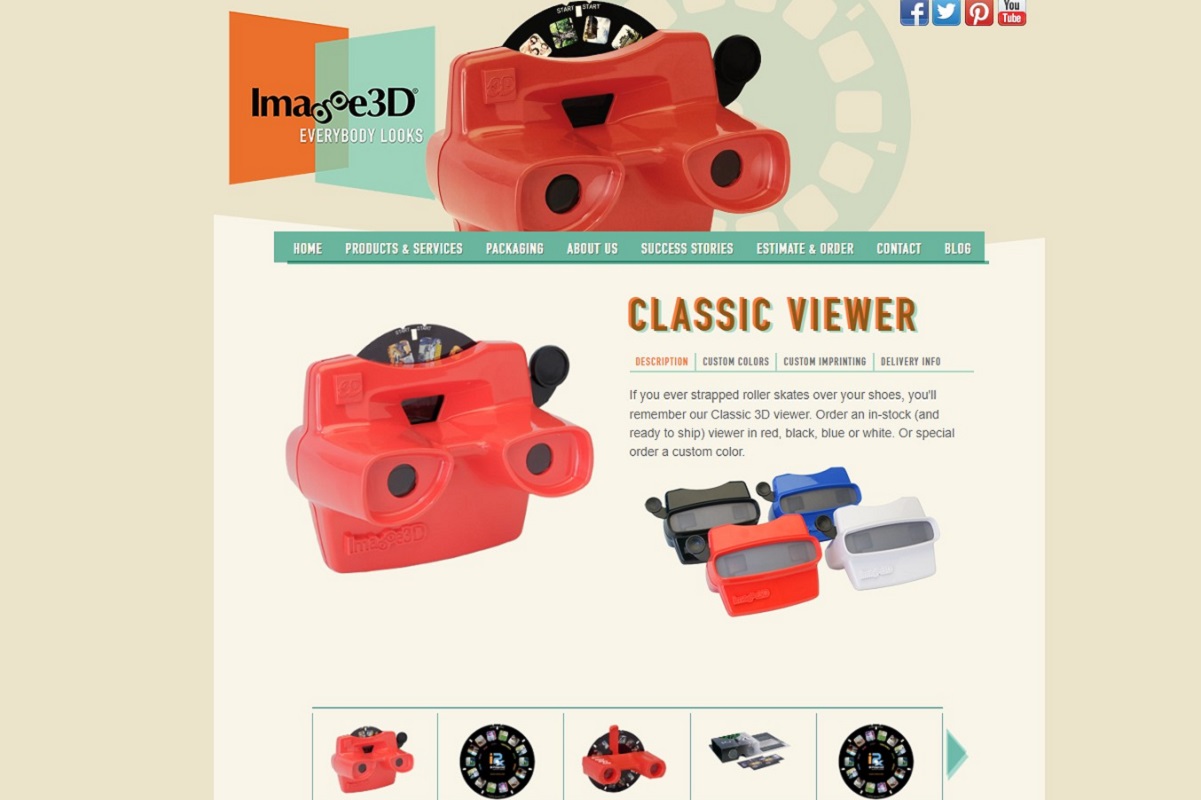 START START
You
Tube
Image3D®
EVERYBODY LOOKS
HOME PRODUCTS & SERVICES PACKAGING ABOUT US SUCCESS STORIES ESTIMATE & ORDER CONTACT BLOG
CLASSIC VIEWER
DESCRIPTION CUSTOM COLORS CUSTOM IMPRINTING DELIVERY INFO
If you ever strapped roller skates over your shoes, you'll
remember our Classic 3D viewer. Order an in-stock (and
ready to ship) viewer in red, black, blue or white. Or special
order a custom color.
Image3D